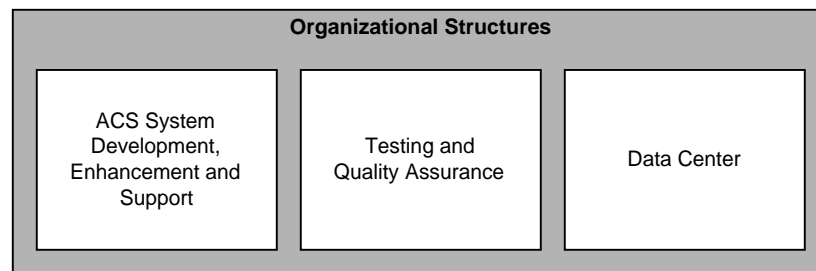 Organizational Structures
ACS System
Development,
Enhancement and
Support
Testing and
Quality Assurance
Data Center